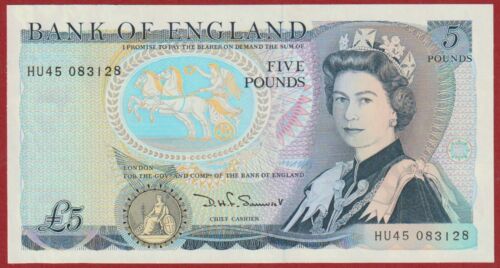 BANK OF ENGLAND
I PROMISE TO PAY THE BEARER ON DEMAND THE SUM OF
5
POUNDS
HU45 083128
FIVE
POUNDS
LONDON
FOR THE GOVR AND COMPA OF THE BANK OF ENGLAND
D.H.F. Somerset
CHIEF CASHIER
£5
HU45 083128